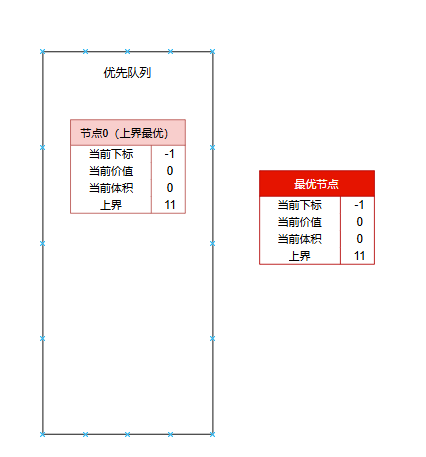 优先队列
节点0（上界最优）
当前下标 -1
当前价值 0
当前体积 0
上界 11
最优节点
当前下标 -1
当前价值 0
当前体积 0
上界 11